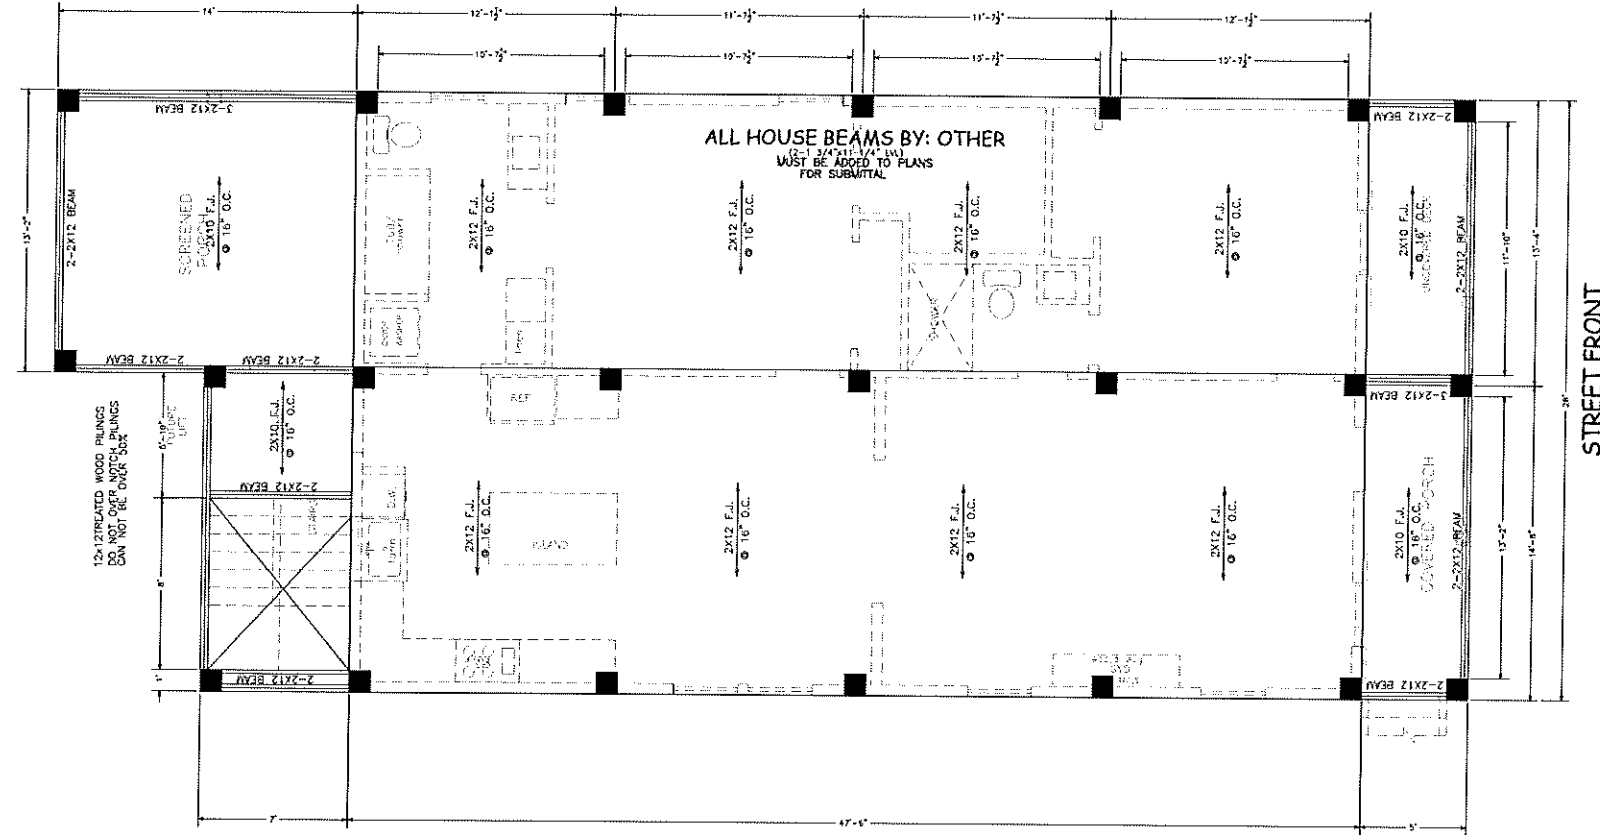 14'
12'-1½"
11'-7½"
11'-7½"
12'-1½"
10'-7½"
10'-7½"
10'-7½"
10'-7½"
3-2X12 BEAM
2-2X12 BEAM
ALL HOUSE BEAMS BY: OTHER
(2-1 3/4"x11-1/4" LVL)
MUST BE ADDED TO PLANS
FOR SUBMITTAL
13'-2"
2-2X12 BEAM
SCREENED
PORCH
2X10 F.J.
@ 16" O.C.
2X12 F.J.
@ 16" O.C.
2X12 F.J.
@ 16" O.C.
2X12 F.J.
@ 16" O.C.
2X12 F.J.
@ 16" O.C.
2X10 F.J.
@ 16" O.C.
2-2X12 BEAM
11'-10"
13'-4"
SHOWER
STREET FRONT
2-2X12 BEAM
2-2X12 BEAM
REF
3-2X12 BEAM
12x12TREATED WOOD PILINGS
DO NOT OVER NOTCH PILINGS
CAN NOT BE OVER 50%
5'-10"
FUTURE
LIFT
2X10 F.J.
@ 16" O.C.
28'
2-2X12 BEAM
STAIRS
D.W.
2X12 F.J.
@ 16" O.C.
ISLAND
2X12 F.J.
@ 16" O.C.
2X12 F.J.
@ 16" O.C.
2X12 F.J.
@ 16" O.C.
2X10 F.J.
@ 16" O.C.
COVERED PORCH
2-2X12 BEAM
13'-2"
14'-8"
8'
1'
2-2X12 BEAM
2-2X12 BEAM
7'
47'-6"
5'